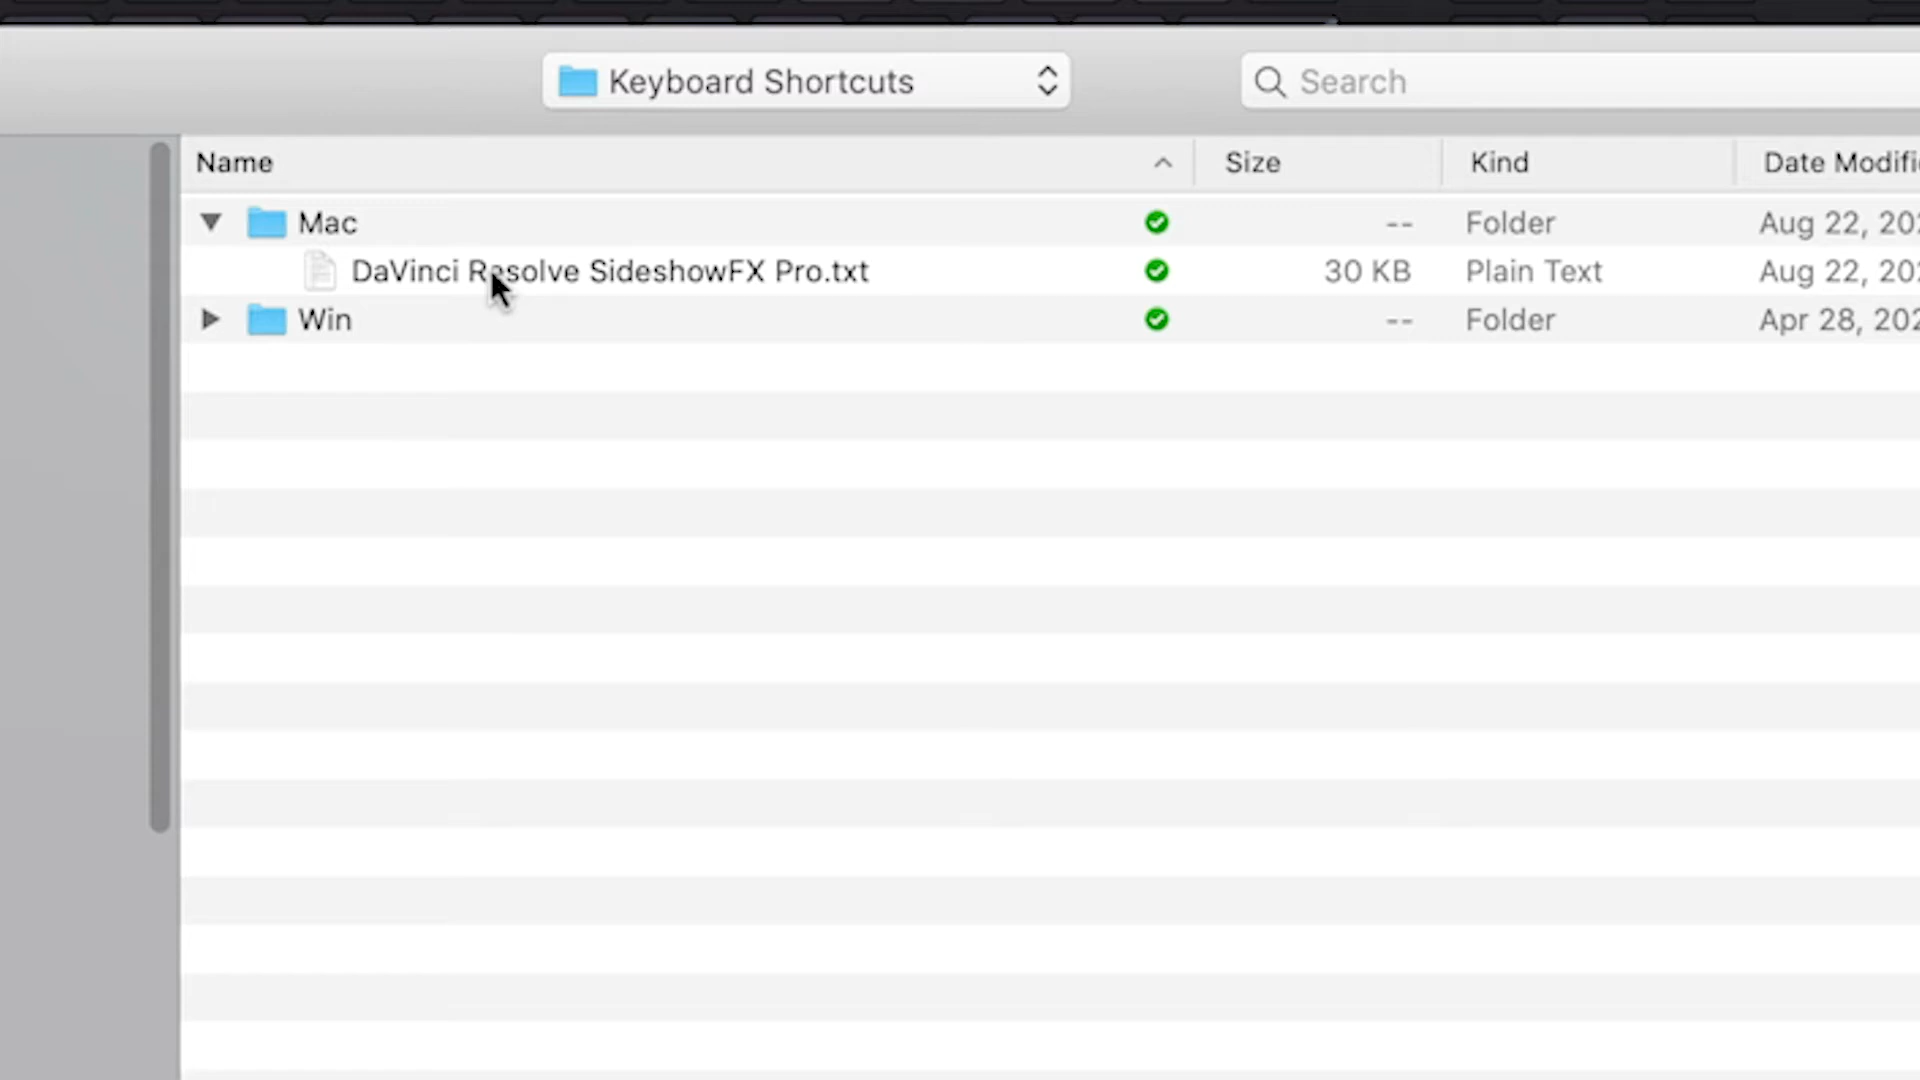 Keyboard Shortcuts
Search
Name Size Kind Date Modifi
Mac -- Folder Aug 22, 20
DaVinci Resolve SideshowFX Pro.txt 30 KB Plain Text Aug 22, 20
Win -- Folder Apr 28, 202